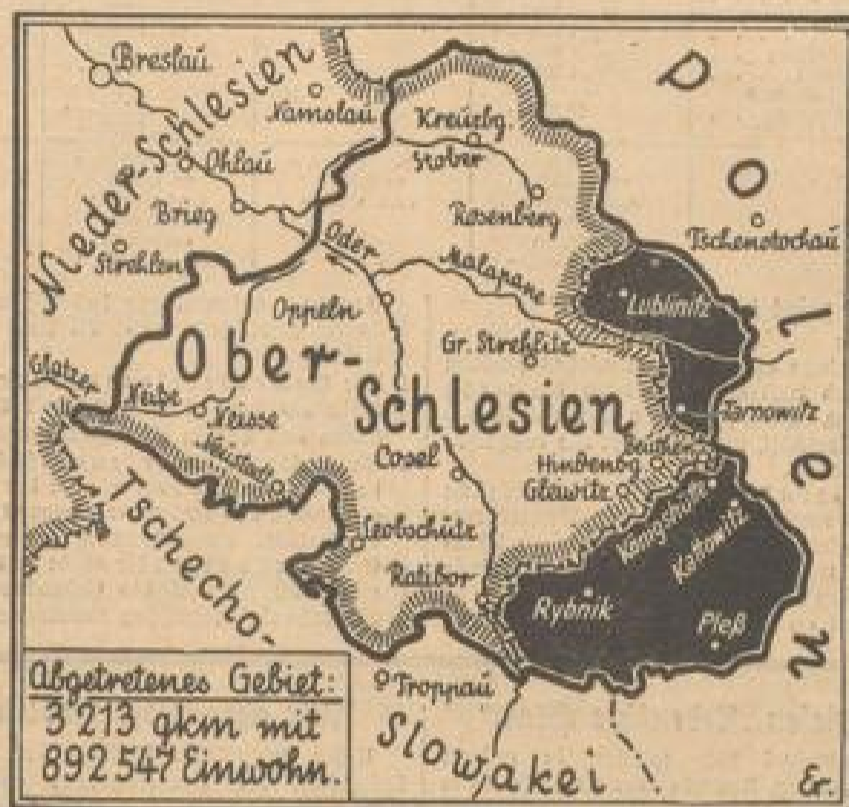 Breslau
Namslau
Nieder-Schlesien
Ohlau
Brieg
Strehlen
Kreuzbg.
Stober
Rosenberg
Polen
Tschenstochau
Oder
Malapane
Lublinitz
Oppeln
Gr. Strehlitz
Ober-
Schlesien
Tarnowitz
Glatzer
Neiße
Neisse
Neustadt
Cosel
Beuthen
Hindenbg
Gleiwitz
Königshütte
Kattowitz
Leobschütz
Ratibor
Rybnik
Pleß
Tschecho-
Slowakei
Troppau
Abgetretenes Gebiet:
3 213 qkm mit
892 547 Einwohn.
Er.